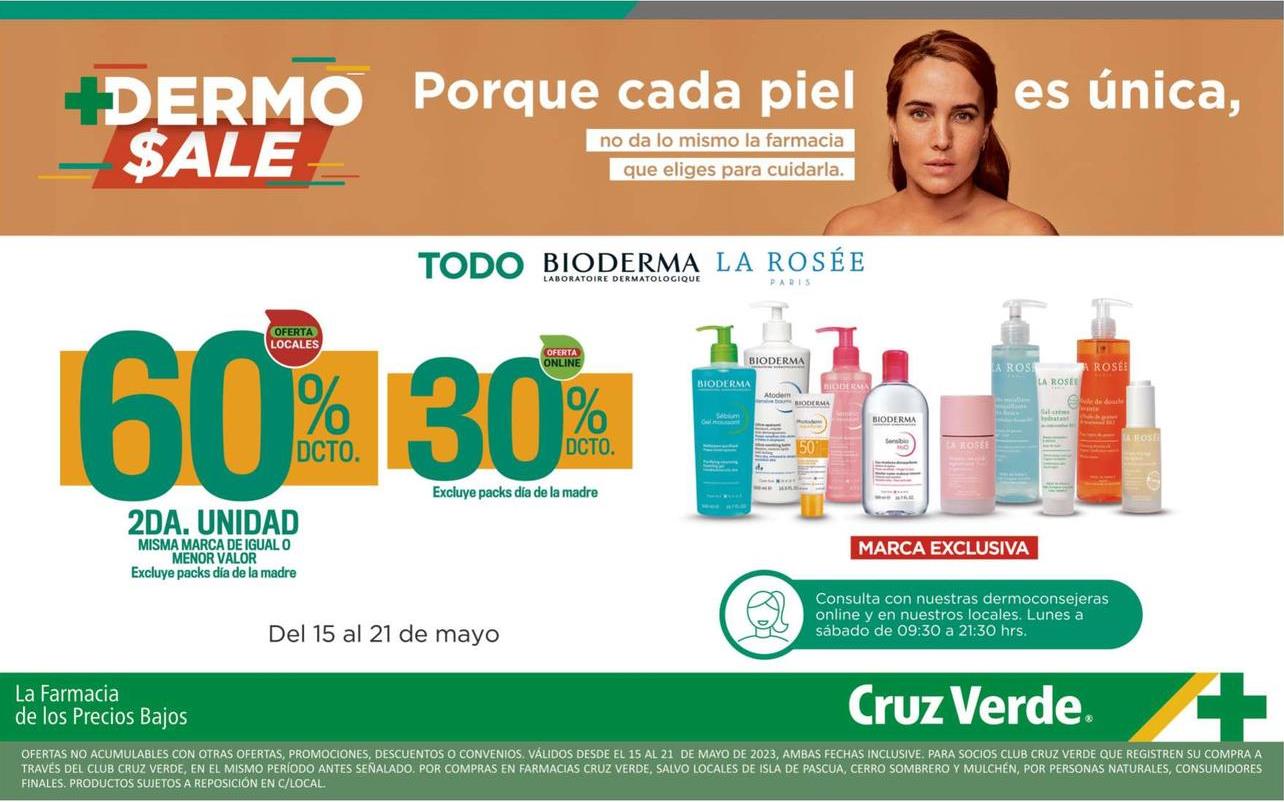 DERMO
$ALE
Porque cada piel es única,
no da lo mismo la farmacia
que eliges para cuidarla.
TODO BIODERMA LA ROSÉE
LABORATOIRE DERMATOLOGIQUE PARIS
OFERTA
LOCALES
60% DCTO.
2DA. UNIDAD
MISMA MARCA DE IGUAL O
MENOR VALOR
Excluye packs día de la madre
OFERTA
ONLINE
30% DCTO.
Excluye packs día de la madre
BIODERMA
Sébium
Gel moussant
BIODERMA
Atoderm
BIODERMA
Photoderm
50+
BIODERMA
BIODERMA
Sensibio
H2O
LA ROSÉE
LA ROSÉE
LA ROSÉE
Gel-crème
hydratant
LA ROSÉE
Huile de douche
LA ROSÉE
MARCA EXCLUSIVA
Consulta con nuestras dermoconsejeras
online y en nuestros locales. Lunes a
sábado de 09:30 a 21:30 hrs.
Del 15 al 21 de mayo
La Farmacia
de los Precios Bajos
Cruz Verde®
OFERTAS NO ACUMULABLES CON OTRAS OFERTAS, PROMOCIONES, DESCUENTOS O CONVENIOS. VÁLIDOS DESDE EL 15 AL 21 DE MAYO DE 2023, AMBAS FECHAS INCLUSIVE. PARA SOCIOS CLUB CRUZ VERDE QUE REGISTREN SU COMPRA A
TRAVÉS DEL CLUB CRUZ VERDE, EN EL MISMO PERÍODO ANTES SEÑALADO. POR COMPRAS EN FARMACIAS CRUZ VERDE, SALVO LOCALES DE ISLA DE PASCUA, CERRO SOMBRERO Y MULCHÉN, POR PERSONAS NATURALES, CONSUMIDORES
FINALES. PRODUCTOS SUJETOS A REPOSICIÓN EN C/LOCAL.